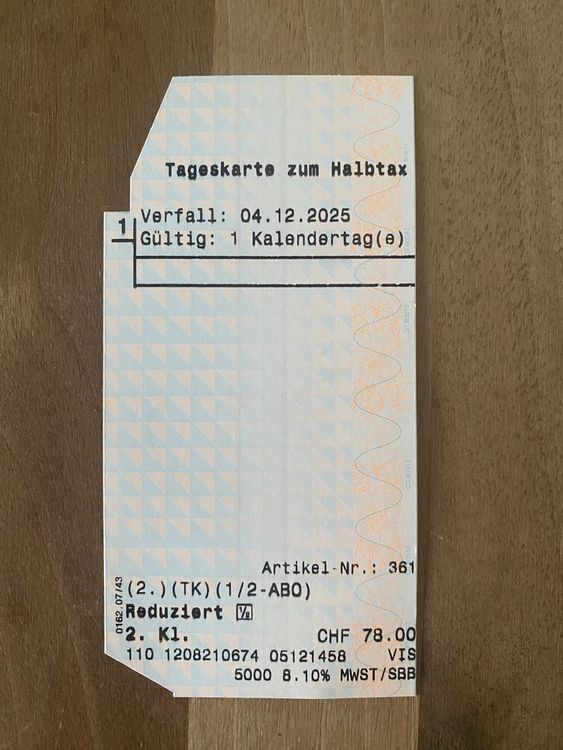 Tageskarte zum Halbtax
Verfall: 04.12.2025
1
Gültig: 1 Kalendertag(e)
Artikel-Nr.: 361
(2.)(TK)(1/2-ABO)
Reduziert ½
2. Kl. CHF 78.00
110 1208210674 05121458 VIS
5000 8.10% MWST/SBB
0162.07/43